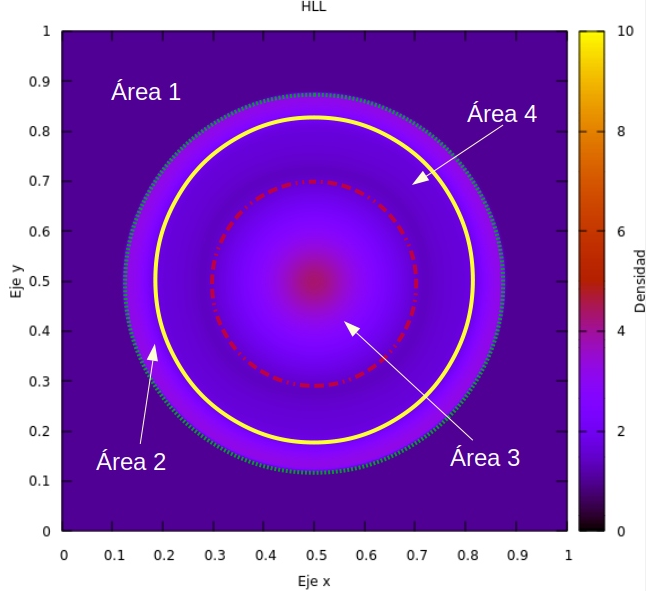 HLL
1
0.9
0.8
0.7
0.6
0.5
0.4
0.3
0.2
0.1
0
Eje y
Área 1
Área 4
Área 2
Área 3
0 0.1 0.2 0.3 0.4 0.5 0.6 0.7 0.8 0.9 1
Eje x
10
8
6
4
2
0
Densidad